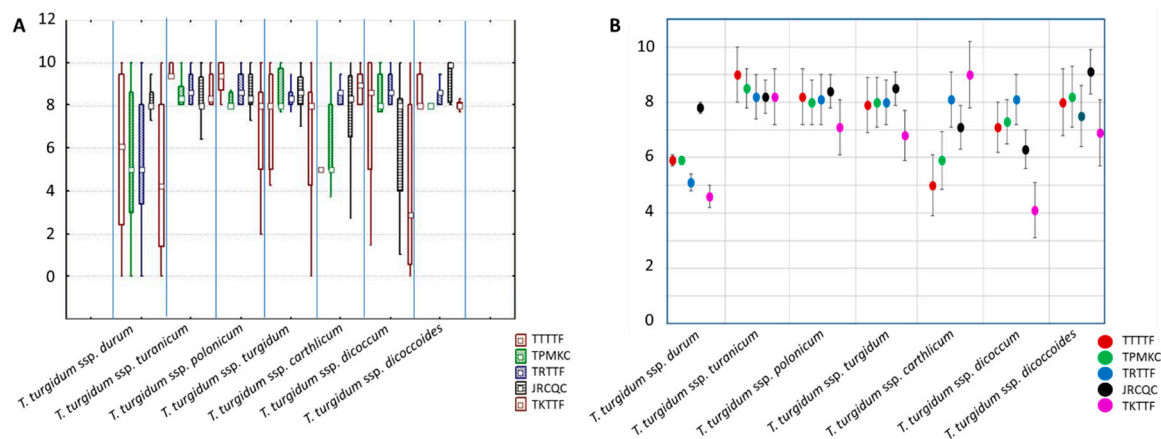 A
12
10
8
6
4
2
0
T. turgidum ssp. durum
T. turgidum ssp. turanicum
T. turgidum ssp. polonicum
T. turgidum ssp. turgidum
T. turgidum ssp. carthlicum
T. turgidum ssp. dicoccum
T. turgidum ssp. dicoccoides
TTTTF
TPMKC
TRTTF
JRCQC
TKTTF
B
10
8
6
4
2
0
T. turgidum ssp. durum
T. turgidum ssp. turanicum
T. turgidum ssp. polonicum
T. turgidum ssp. turgidum
T. turgidum ssp. carthlicum
T. turgidum ssp. dicoccum
T. turgidum ssp. dicoccoides
TTTTF
TPMKC
TRTTF
JRCQC
TKTTF